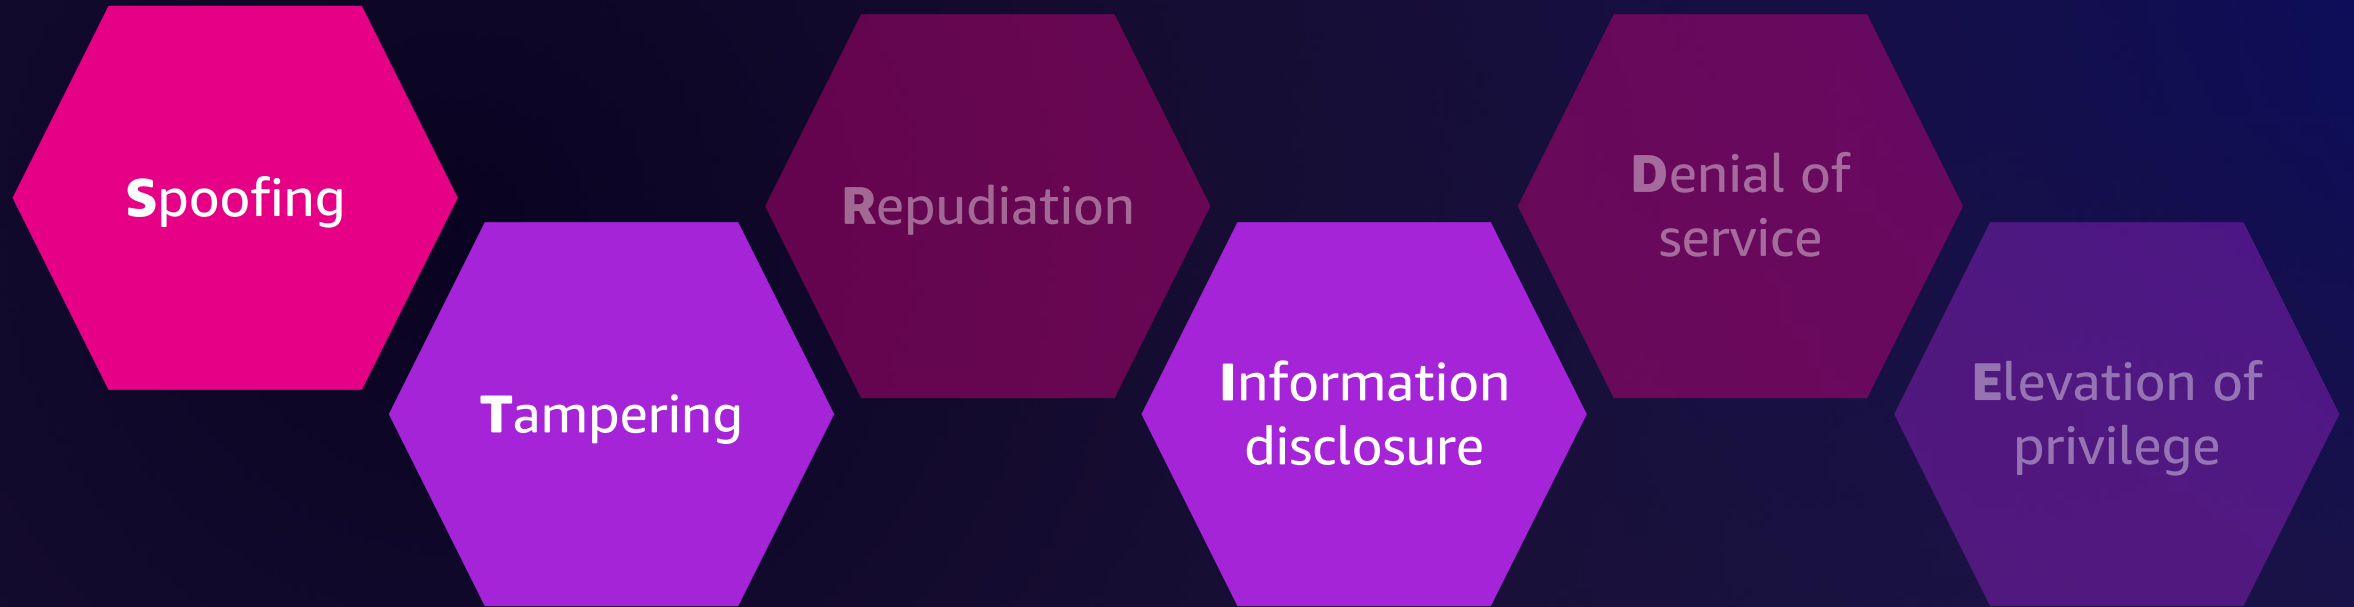 Spoofing
Tampering
Repudiation
Information
disclosure
Denial of
service
Elevation of
privilege